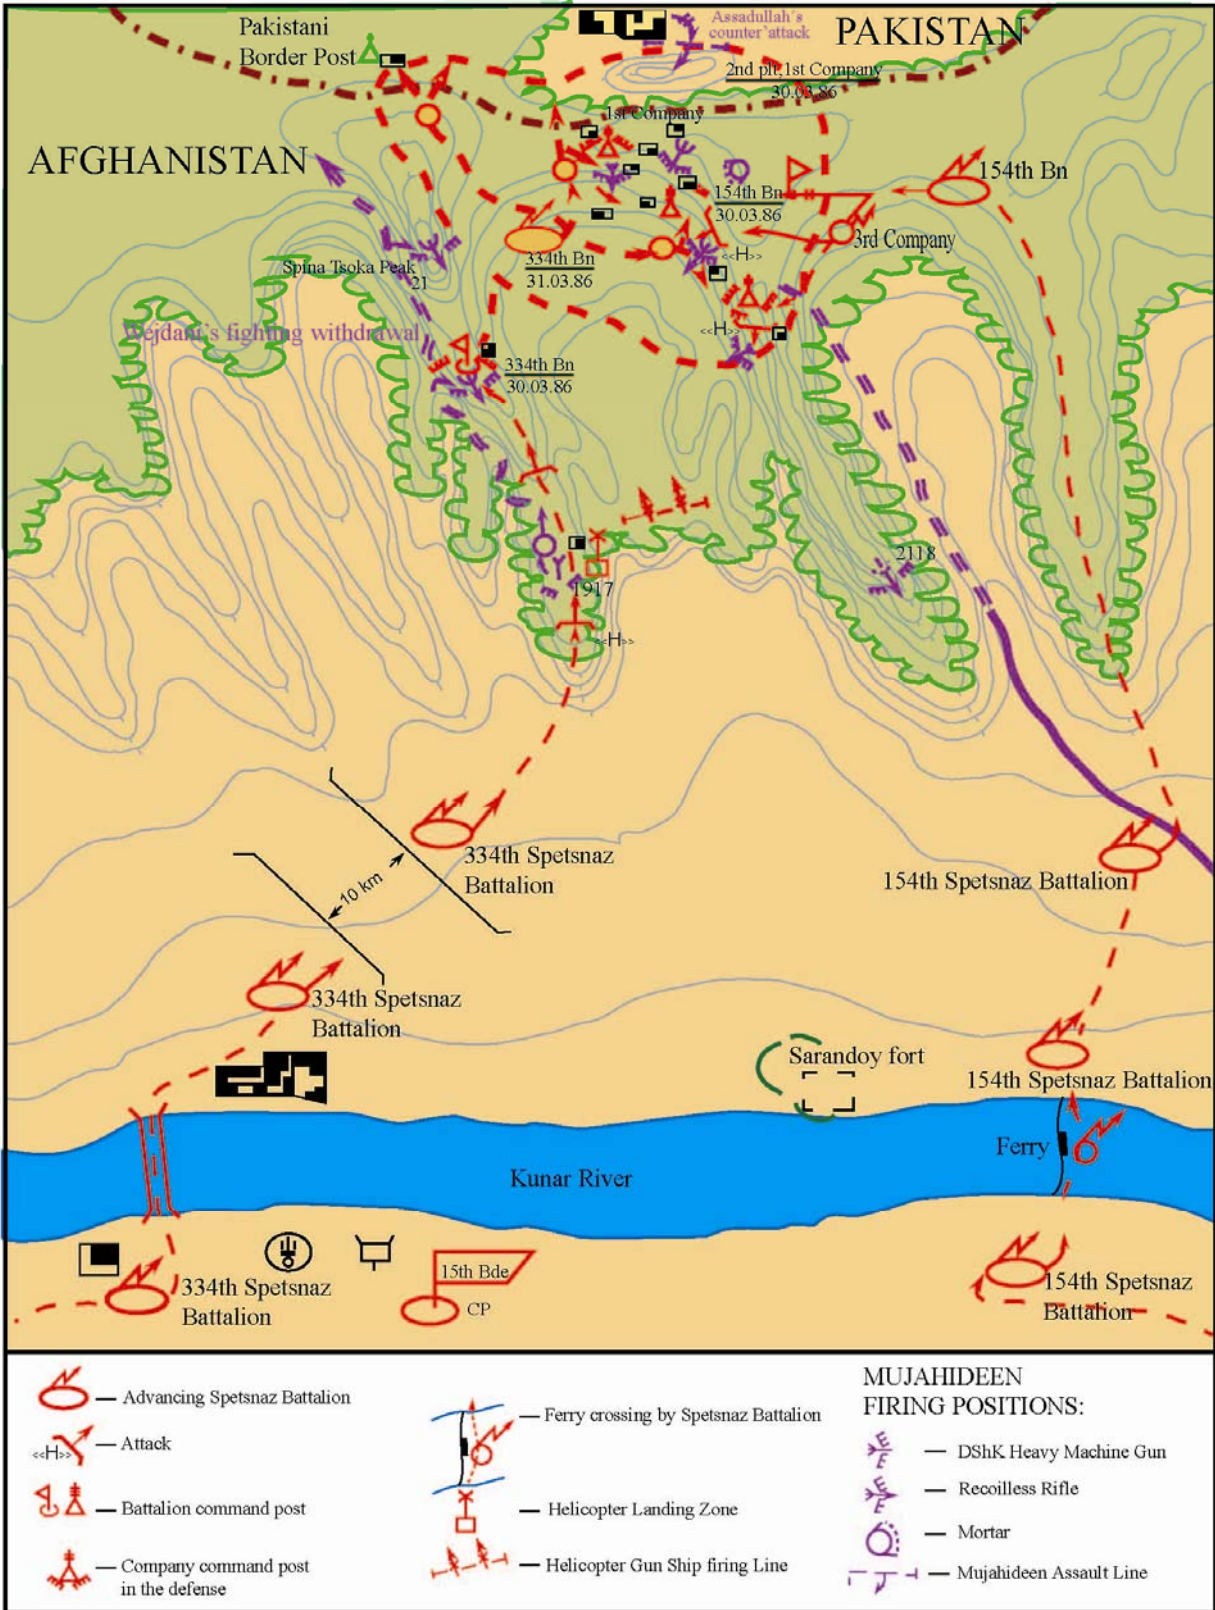 Pakistani
Border Post
Assadullah's
counter'attack
PAKISTAN
2nd plt,1st Company
30.03.86
1st Company
AFGHANISTAN
154th Bn
154th Bn
30.03.86
3rd Company
334th Bn
31.03.86
«H»
Spina Tsoka Peak
21
Wejdani's fighting withdrawal
«H»
334th Bn
30.03.86
2118
1917
«H»
334th Spetsnaz
Battalion
10 km
154th Spetsnaz Battalion
334th Spetsnaz
Battalion
Sarandoy fort
154th Spetsnaz Battalion
Ferry
Kunar River
15th Bde
CP
334th Spetsnaz
Battalion
154th Spetsnaz
Battalion
— Advancing Spetsnaz Battalion
«H» — Attack
— Battalion command post
— Company command post
in the defense
— Ferry crossing by Spetsnaz Battalion
— Helicopter Landing Zone
— Helicopter Gun Ship firing Line
MUJAHIDEEN
FIRING POSITIONS:
— DShK Heavy Machine Gun
— Recoilless Rifle
— Mortar
— Mujahideen Assault Line